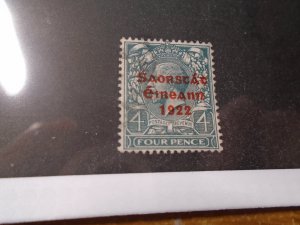 Saorstát
Éireann
1922
4 4
FOUR PENCE